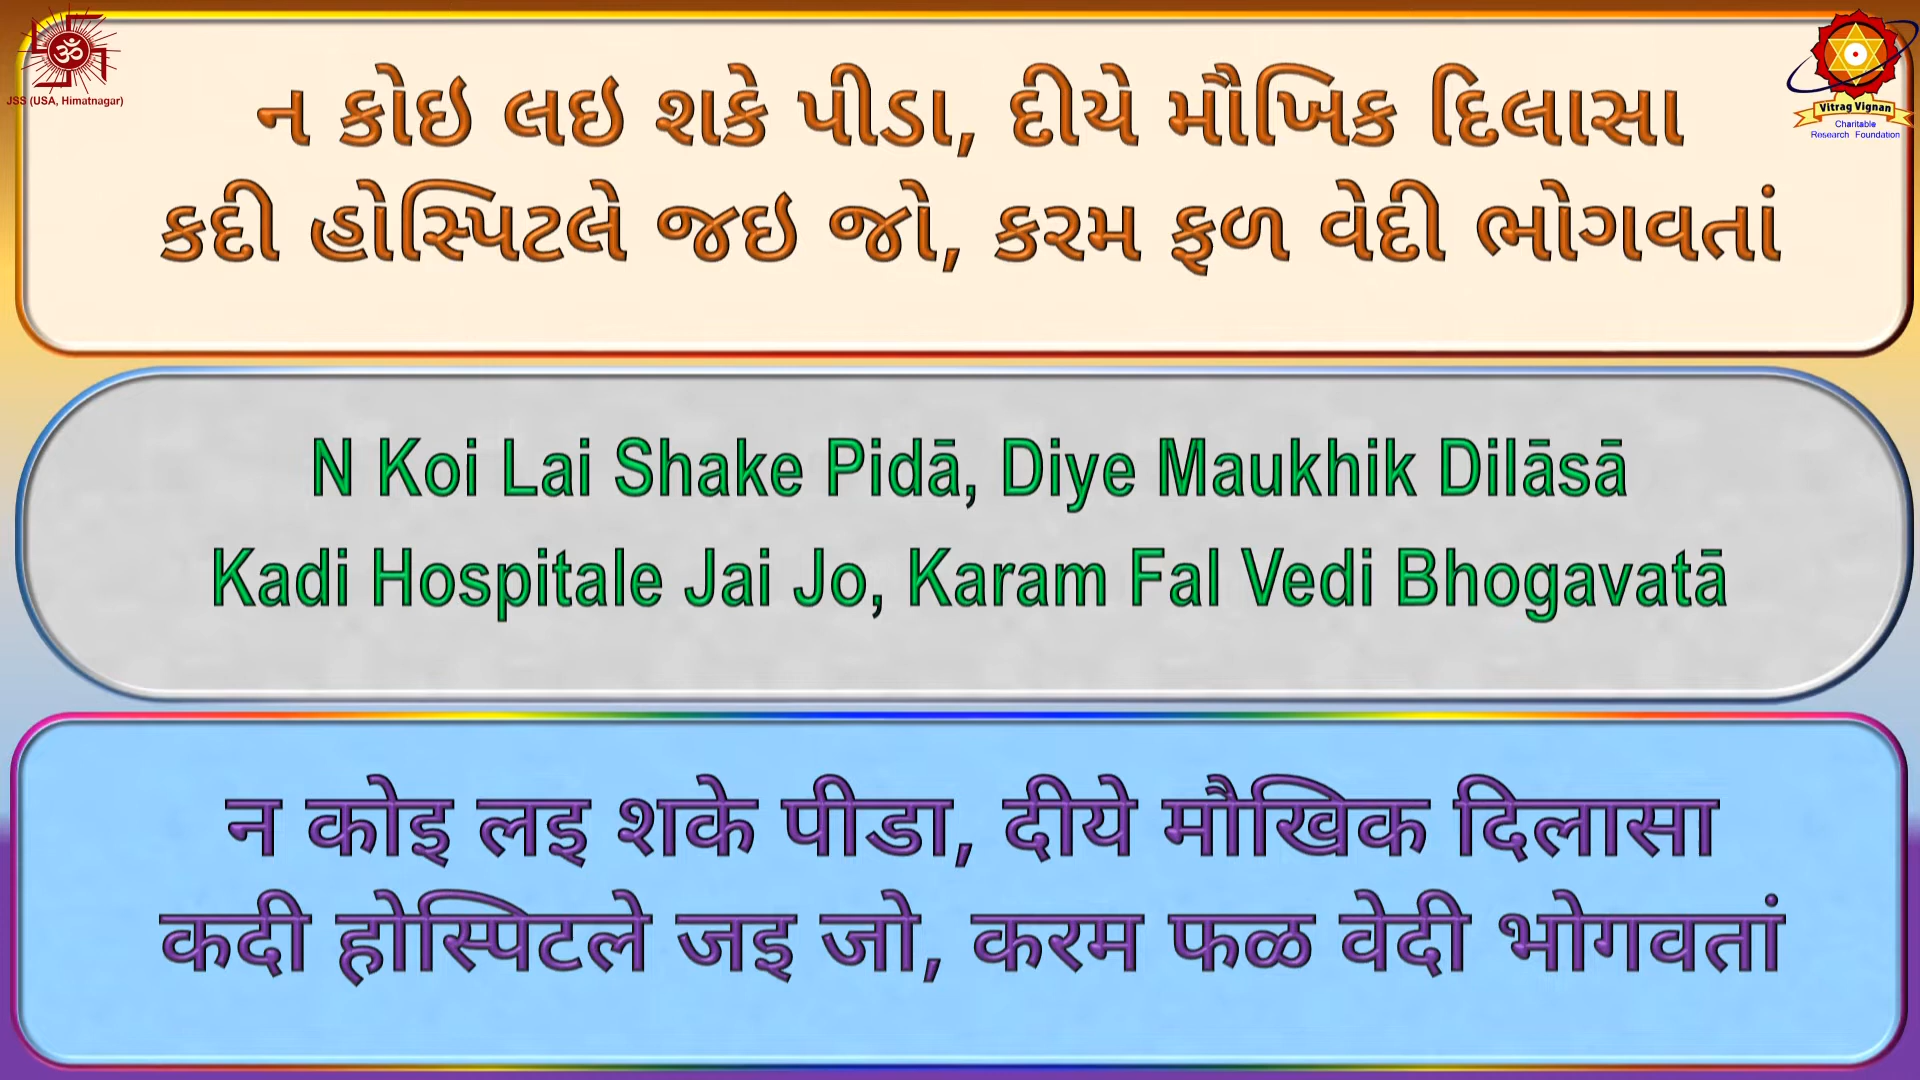 ॐ
JSS (USA, Himatnagar)
Vitrag Vignan
Charitable
Research Foundation
ન કોઇ લઇ શકે પીડા, દીયે મૌખિક દિલાસા
કદી હોસ્પિટલે જઇ જો, કરમ ફળ વેદી ભોગવતાં
N Koi Lai Shake Pidā, Diye Maukhik Dilāsā
Kadi Hospitale Jai Jo, Karam Fal Vedi Bhogavatā
न कोइ लइ शके पीडा, दीये मौखिक दिलासा
कदी होस्पिटले जइ जो, करम फळ वेदी भोगवतां